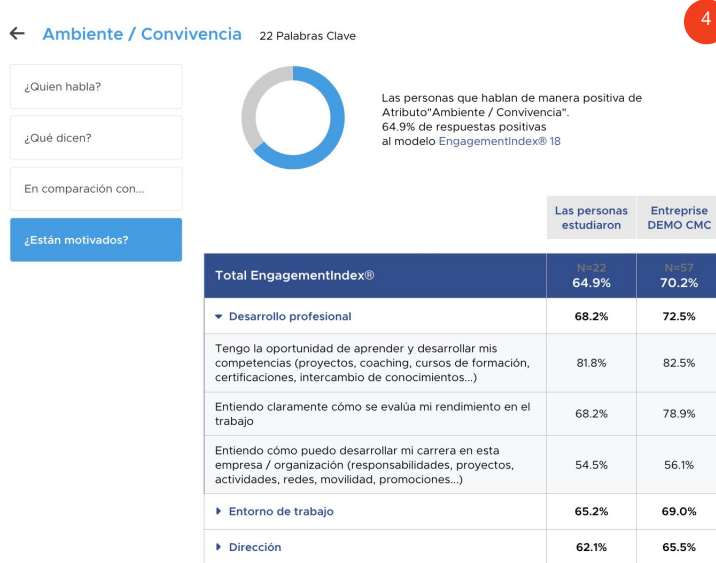 4
← Ambiente / Convivencia 22 Palabras Clave
¿Quien habla?
¿Qué dicen?
En comparación con...
¿Están motivados?
Las personas que hablan de manera positiva de
Atributo"Ambiente / Convivencia".
64.9% de respuestas positivas
al modelo EngagementIndex® 18
Las personas
estudiaron
Entreprise
DEMO CMC
Total EngagementIndex®
N=22
64.9%
N=57
70.2%
Desarrollo profesional 68.2% 72.5%
Tengo la oportunidad de aprender y desarrollar mis
competencias (proyectos, coaching, cursos de formación,
certificaciones, intercambio de conocimientos...)
81.8% 82.5%
Entiendo claramente cómo se evalúa mi rendimiento en el
trabajo
68.2% 78.9%
Entiendo cómo puedo desarrollar mi carrera en esta
empresa / organización (responsabilidades, proyectos,
actividades, redes, movilidad, promociones...)
54.5% 56.1%
Entorno de trabajo 65.2% 69.0%
Dirección 62.1% 65.5%